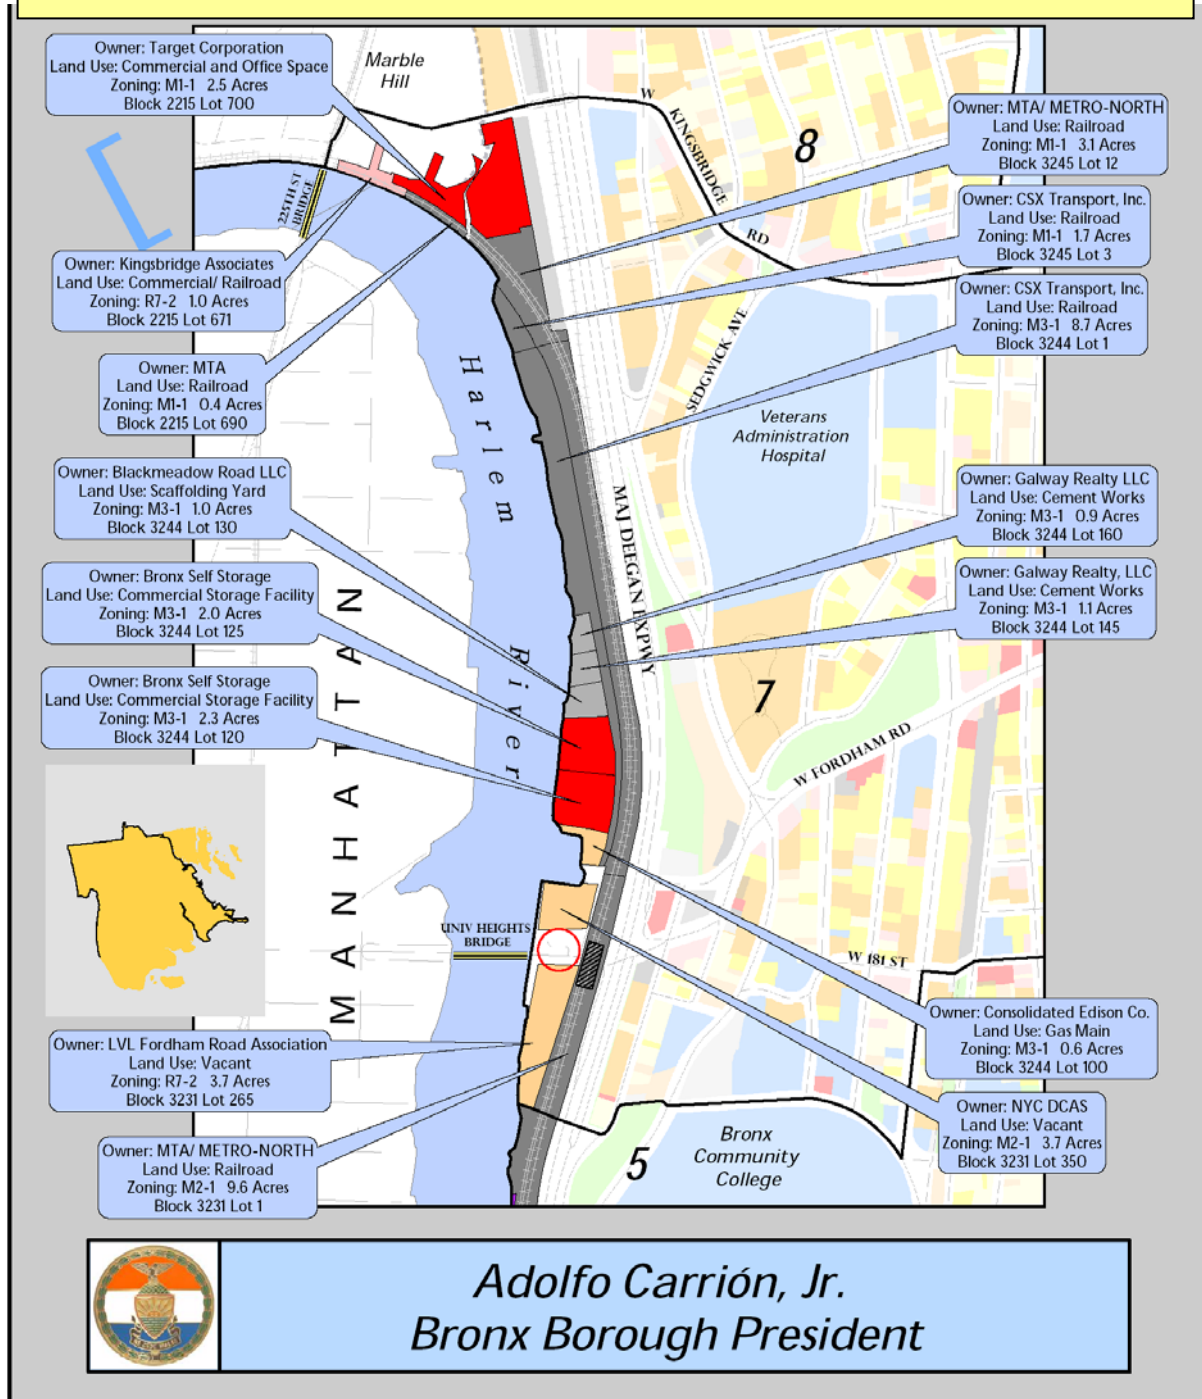 Owner: Target Corporation
Land Use: Commercial and Office Space
Zoning: M1-1 2.5 Acres
Block 2215 Lot 700
Marble
Hill
W
KINGSBRIDGE
RD
8
Owner: MTA/ METRO-NORTH
Land Use: Railroad
Zoning: M1-1 3.1 Acres
Block 3245 Lot 12
225TH ST
BRIDGE
Owner: CSX Transport, Inc.
Land Use: Railroad
Zoning: M1-1 1.7 Acres
Block 3245 Lot 3
Owner: Kingsbridge Associates
Land Use: Commercial/ Railroad
Zoning: R7-2 1.0 Acres
Block 2215 Lot 671
Owner: CSX Transport, Inc.
Land Use: Railroad
Zoning: M3-1 8.7 Acres
Block 3244 Lot 1
SEDGWICK AVE
Owner: MTA
Land Use: Railroad
Zoning: M1-1 0.4 Acres
Block 2215 Lot 690
Harlem
River
Veterans
Administration
Hospital
Owner: Blackmeadow Road LLC
Land Use: Scaffolding Yard
Zoning: M3-1 1.0 Acres
Block 3244 Lot 130
MAJ DEEGAN EXPWY
Owner: Galway Realty LLC
Land Use: Cement Works
Zoning: M3-1 0.9 Acres
Block 3244 Lot 160
Owner: Bronx Self Storage
Land Use: Commercial Storage Facility
Zoning: M3-1 2.0 Acres
Block 3244 Lot 125
Owner: Galway Realty, LLC
Land Use: Cement Works
Zoning: M3-1 1.1 Acres
Block 3244 Lot 145
MANHATTAN
Owner: Bronx Self Storage
Land Use: Commercial Storage Facility
Zoning: M3-1 2.3 Acres
Block 3244 Lot 120
7
W FORDHAM RD
UNIV HEIGHTS
BRIDGE
W 181 ST
Owner: LVL Fordham Road Association
Land Use: Vacant
Zoning: R7-2 3.7 Acres
Block 3231 Lot 265
Owner: Consolidated Edison Co.
Land Use: Gas Main
Zoning: M3-1 0.6 Acres
Block 3244 Lot 100
Owner: MTA/ METRO-NORTH
Land Use: Railroad
Zoning: M2-1 9.6 Acres
Block 3231 Lot 1
5
Bronx
Community
College
Owner: NYC DCAS
Land Use: Vacant
Zoning: M2-1 3.7 Acres
Block 3231 Lot 350
Adolfo Carrión, Jr.
Bronx Borough President